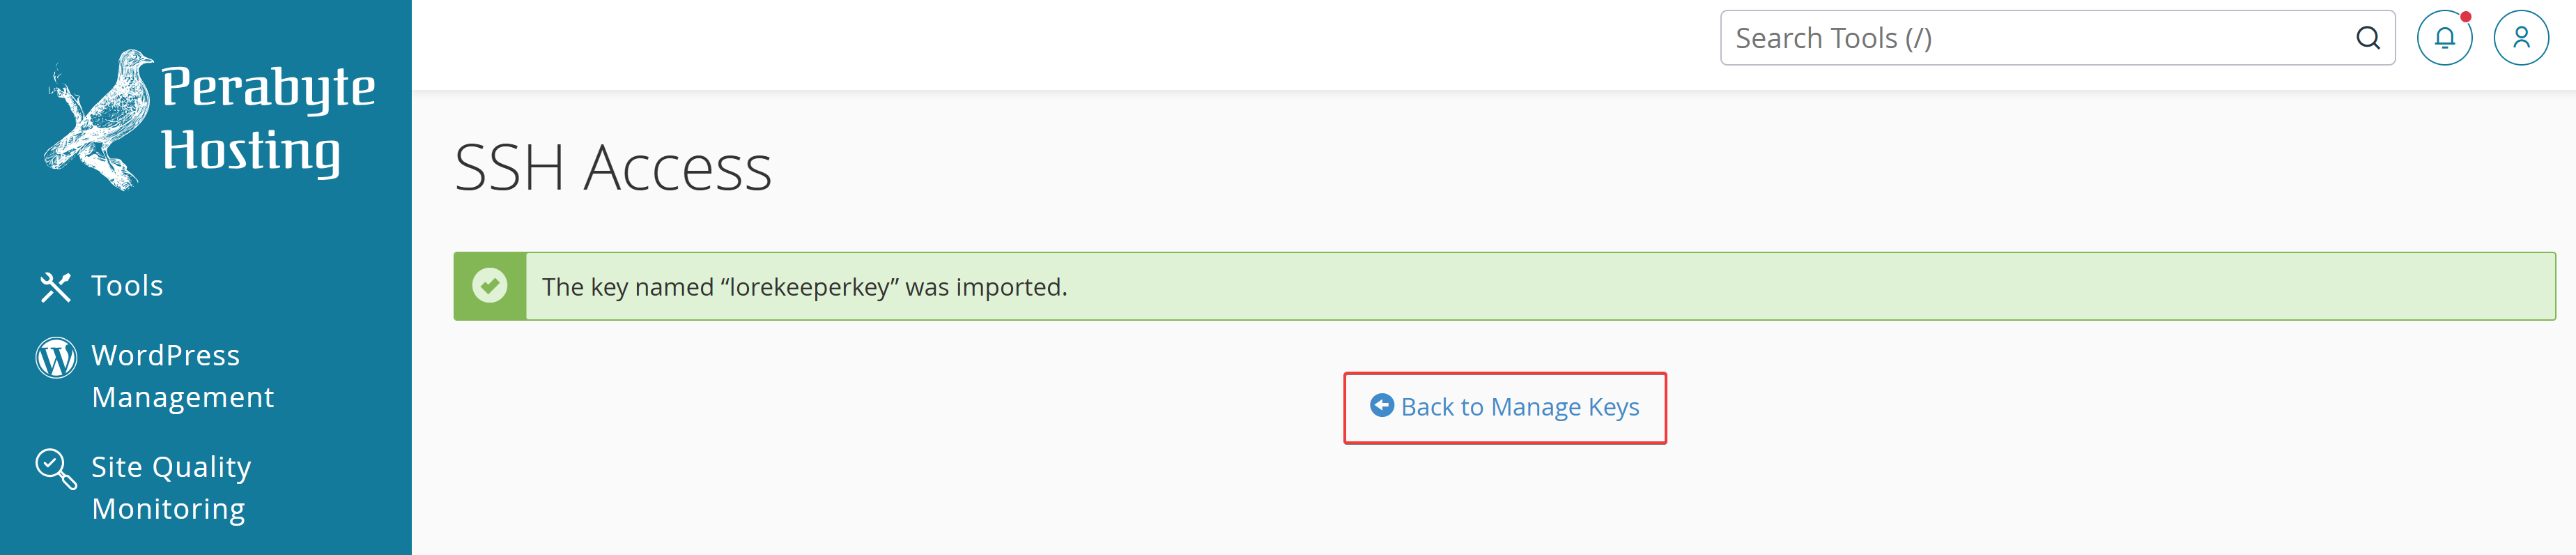 Perabyte
Hosting
Search Tools (/)
SSH Access
Tools
The key named “lorekeeperkey” was imported.
WordPress
Management
Back to Manage Keys
Site Quality
Monitoring